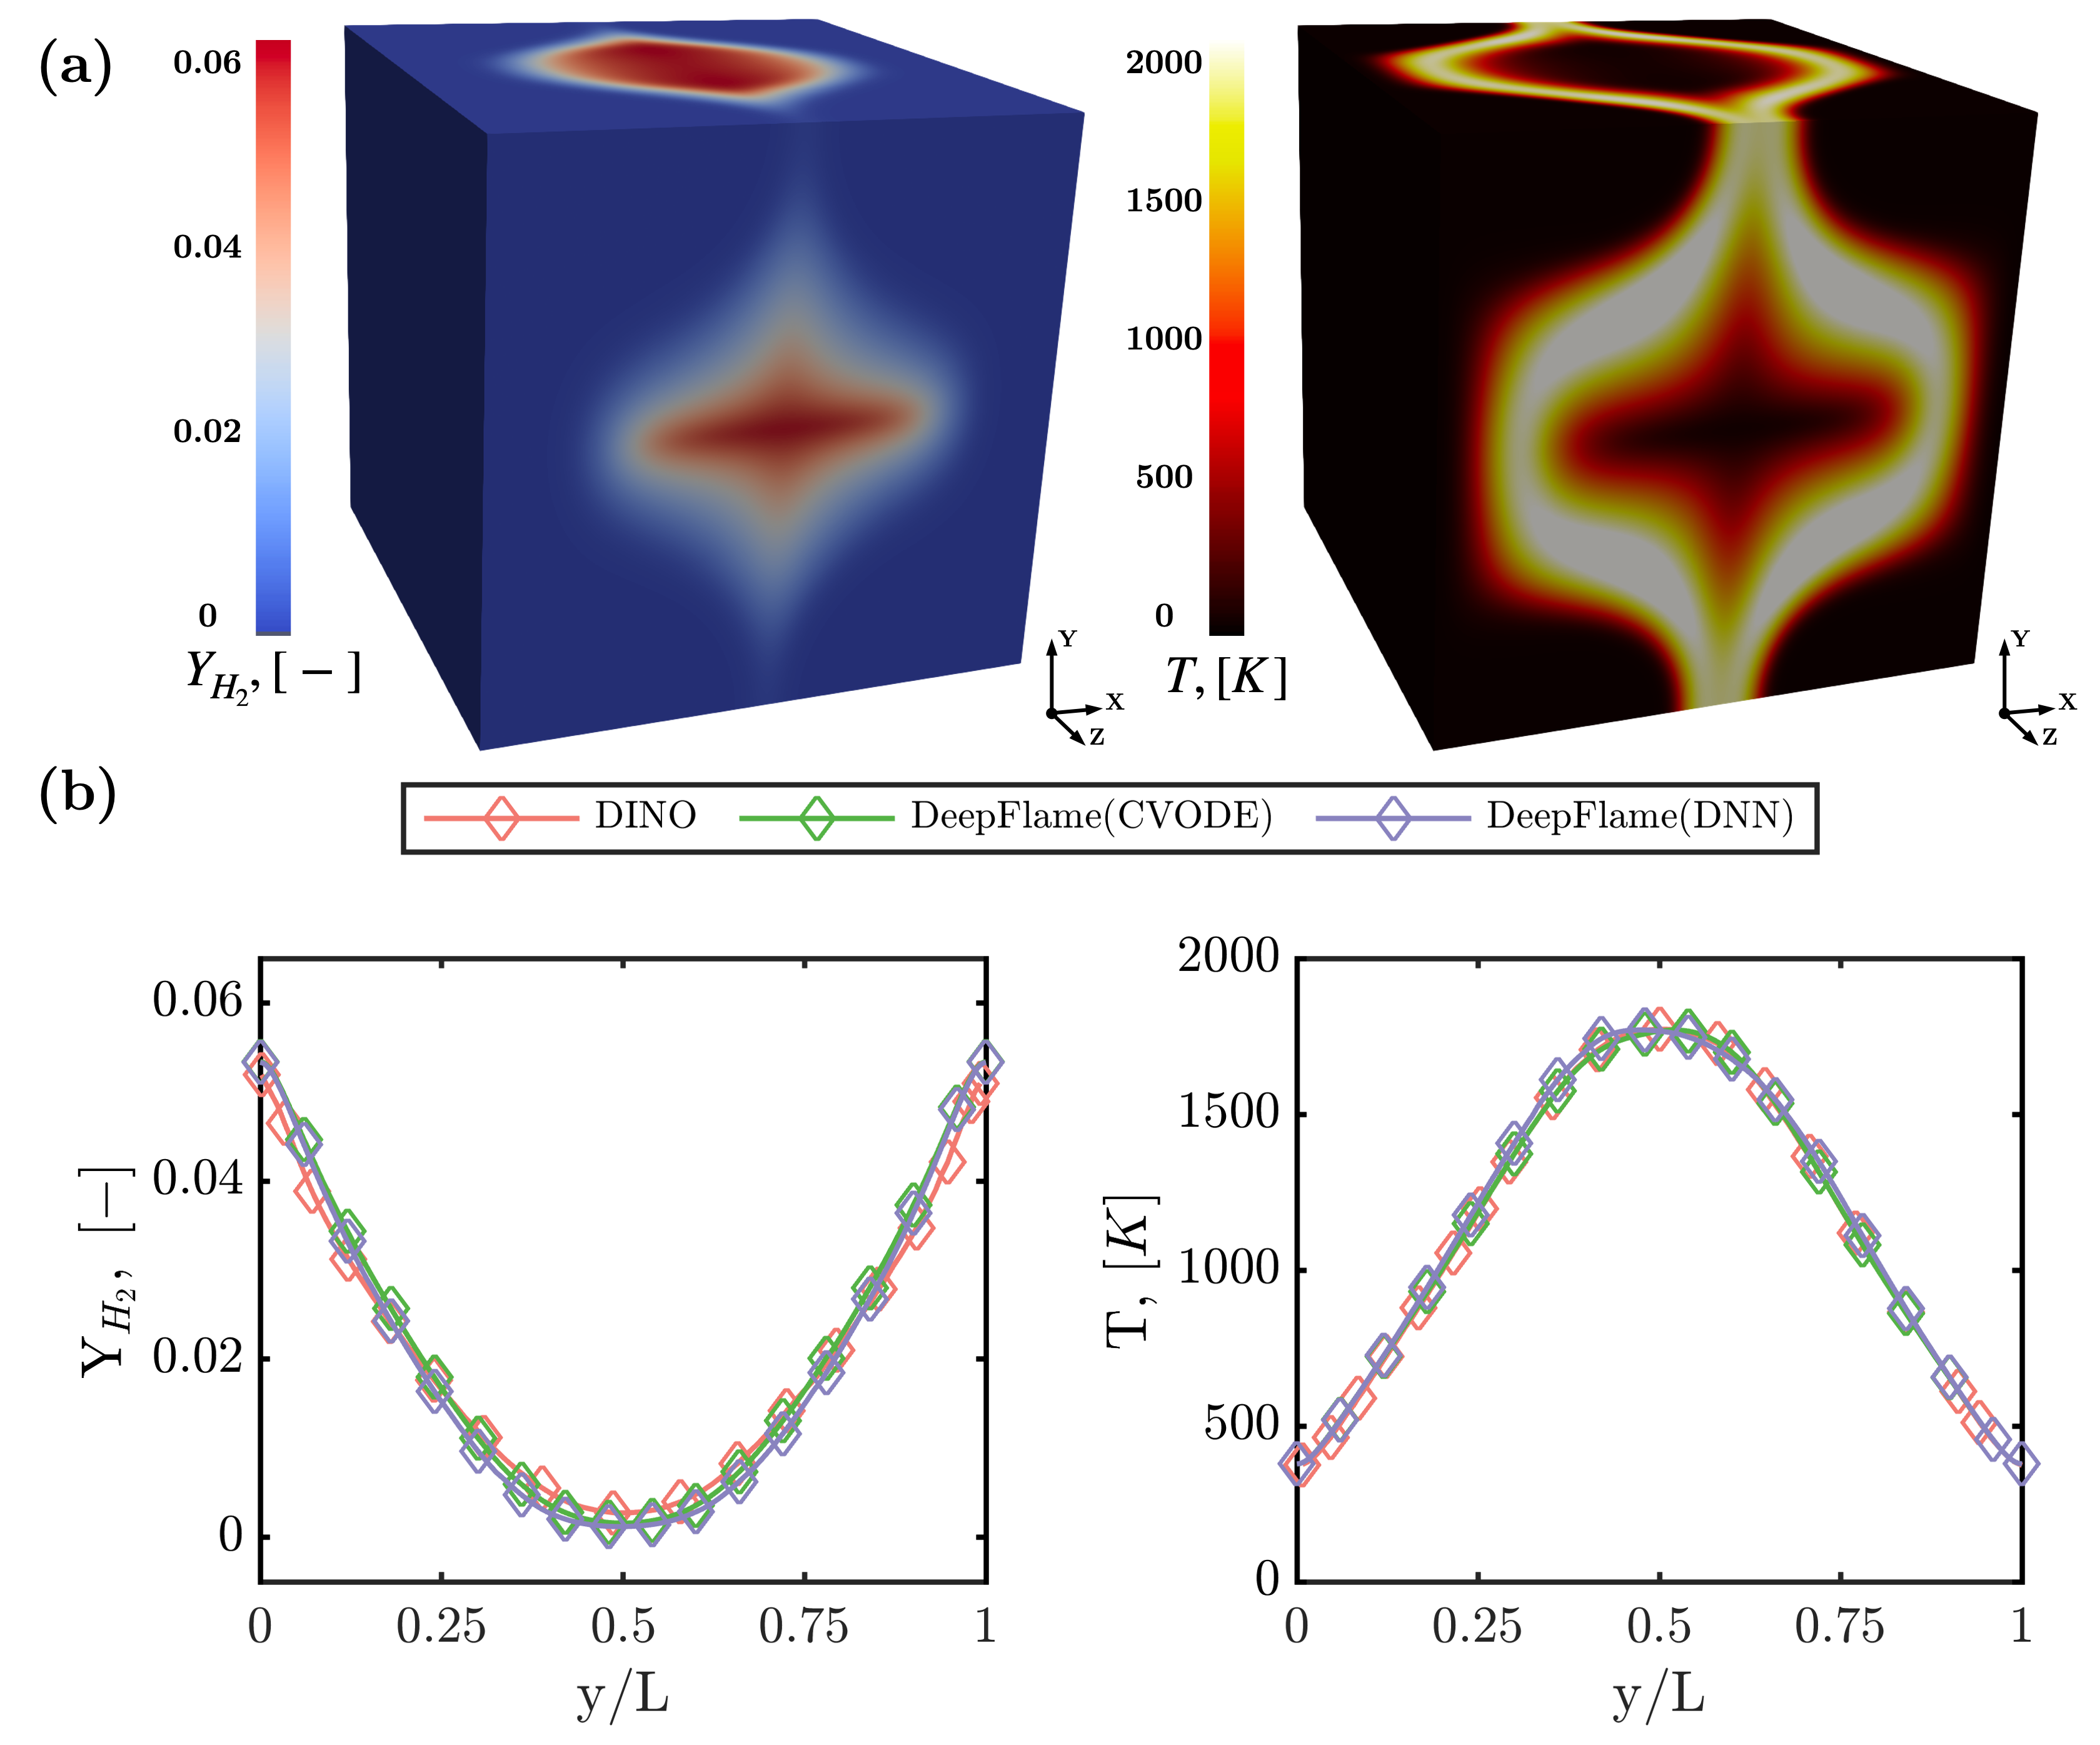 (a)
0.06
0.04
0.02
0
Y_{H_2}, [ − ]
Y
X
Z
2000
1500
1000
500
0
T, [K]
Y
X
Z
(b)
DINO DeepFlame(CVODE) DeepFlame(DNN)
0.06
0.04
0.02
0
Y_{H_2}, [−]
0 0.25 0.5 0.75 1
y/L
2000
1500
1000
500
0
T, [K]
0 0.25 0.5 0.75 1
y/L